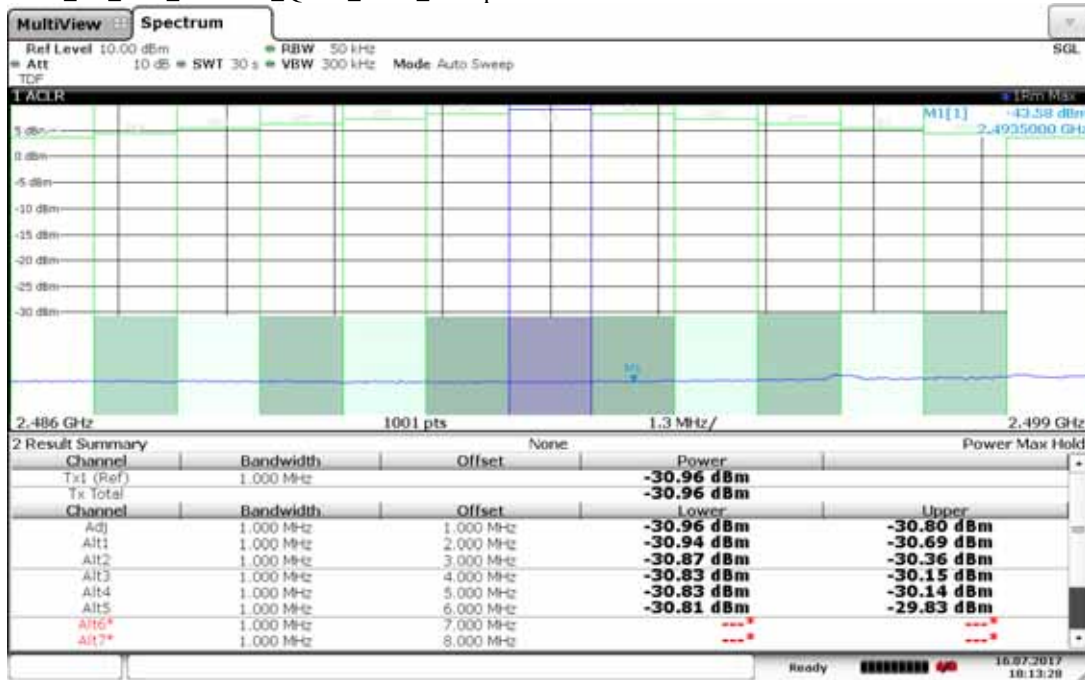 MultiView Spectrum
Ref Level 10.00 dBm RBW 50 kHz SGL
Att 10 dB SWT 30 s VBW 300 kHz Mode Auto Sweep
TDF
1 ACLR 1Rm Max
M1[1] -43.58 dBm
2.4935000 GHz
0 dBm
-5 dBm
-10 dBm
-15 dBm
-20 dBm
-25 dBm
-30 dBm
M1
2.486 GHz 1001 pts 1.3 MHz/ 2.499 GHz
2 Result Summary None Power Max Hold
Channel Bandwidth Offset Power
Tx1 (Ref) 1.000 MHz -30.96 dBm
Tx Total -30.96 dBm
Channel Bandwidth Offset Lower Upper
Adj 1.000 MHz 1.000 MHz -30.96 dBm -30.80 dBm
Alt1 1.000 MHz 2.000 MHz -30.94 dBm -30.69 dBm
Alt2 1.000 MHz 3.000 MHz -30.87 dBm -30.36 dBm
Alt3 1.000 MHz 4.000 MHz -30.83 dBm -30.15 dBm
Alt4 1.000 MHz 5.000 MHz -30.83 dBm -30.14 dBm
Alt5 1.000 MHz 6.000 MHz -30.81 dBm -29.83 dBm
Alt6* 1.000 MHz 7.000 MHz ---* ---*
Alt7* 1.000 MHz 8.000 MHz ---* ---*
Ready 16.07.2017
18:13:28